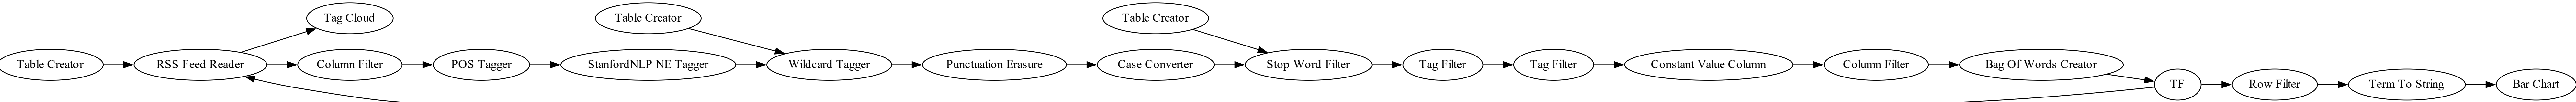 Tag Cloud
Table Creator
Table Creator
Table Creator
RSS Feed Reader
Column Filter
POS Tagger
StanfordNLP NE Tagger
Wildcard Tagger
Punctuation Erasure
Case Converter
Stop Word Filter
Tag Filter
Tag Filter
Constant Value Column
Column Filter
Bag Of Words Creator
TF
Row Filter
Term To String
Bar Chart